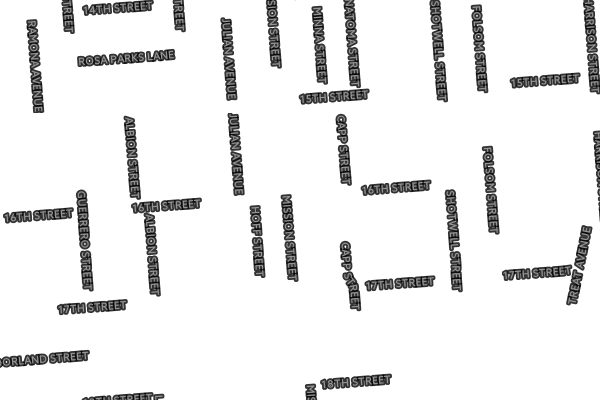 14TH STREET
ROSA PARKS LANE
RAMONA AVENUE
JULIAN AVENUE
MINNA STREET
SHOTWELL STREET
FOLSOM STREET
15TH STREET
15TH STREET
ALBION STREET
JULIAN AVENUE
CAPP STREET
FOLSOM STREET
16TH STREET
16TH STREET
16TH STREET
GUERRERO STREET
ALBION STREET
HOFF STREET
MISSION STREET
SHOTWELL STREET
CAPP STREET
17TH STREET
17TH STREET
TREAT AVENUE
17TH STREET
18TH STREET